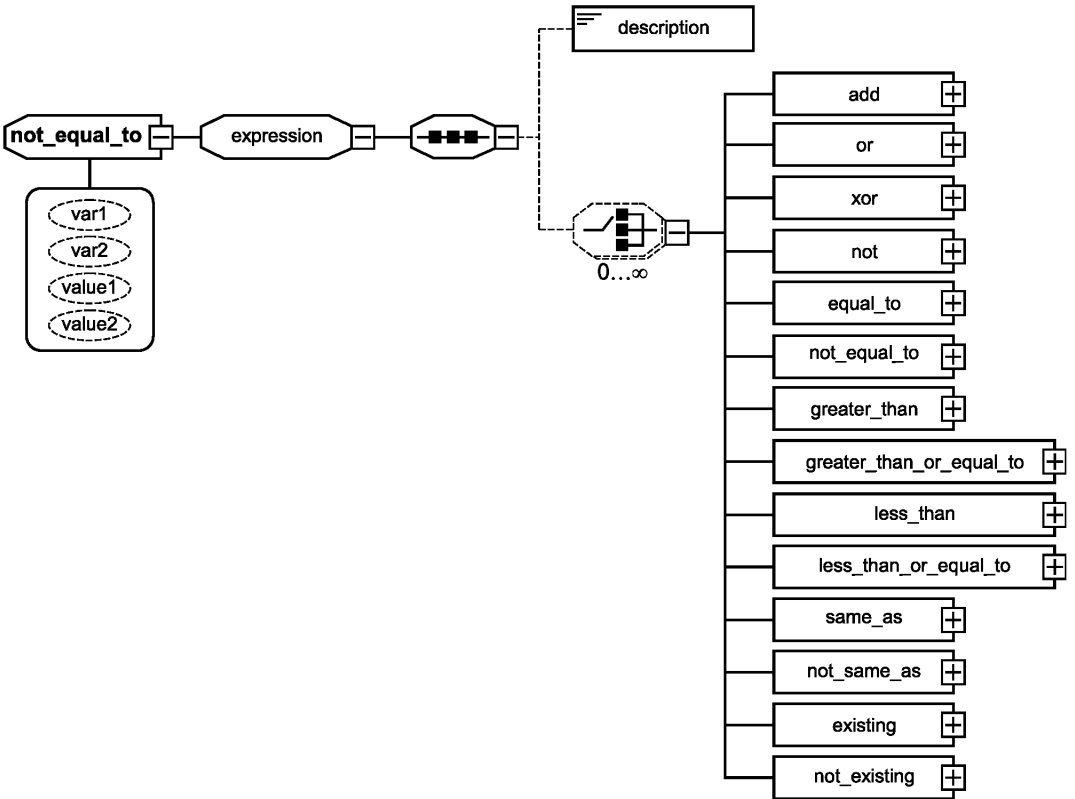 description
not_equal_to
expression
var1
var2
value1
value2
0...∞
add
or
xor
not
equal_to
not_equal_to
greater_than
greater_than_or_equal_to
less_than
less_than_or_equal_to
same_as
not_same_as
existing
not_existing